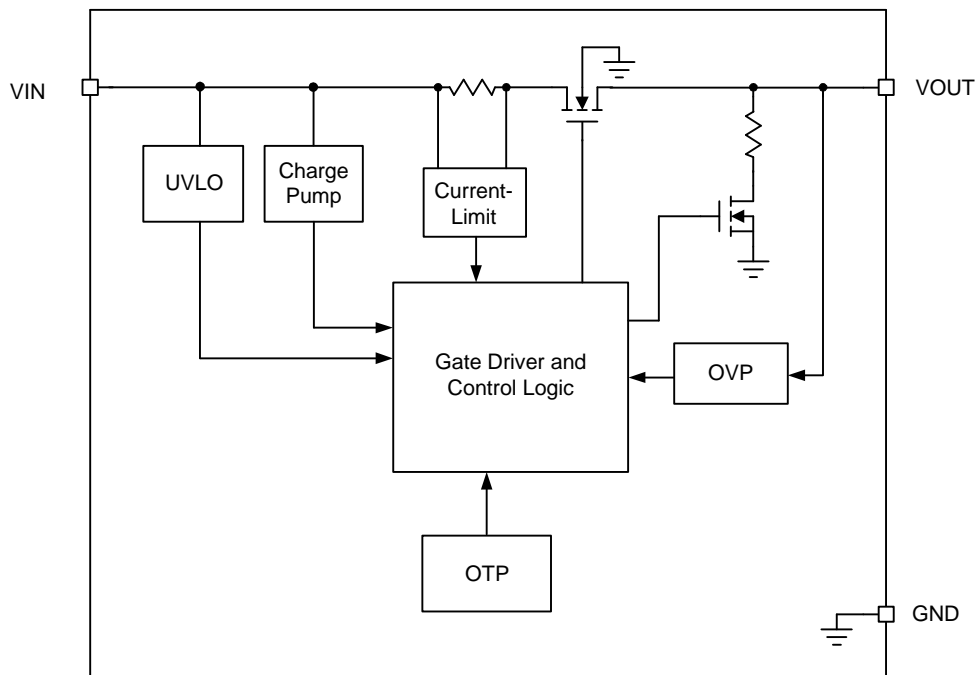 VIN
VOUT
UVLO
Charge
Pump
Current-
Limit
Gate Driver and
Control Logic
OVP
OTP
GND